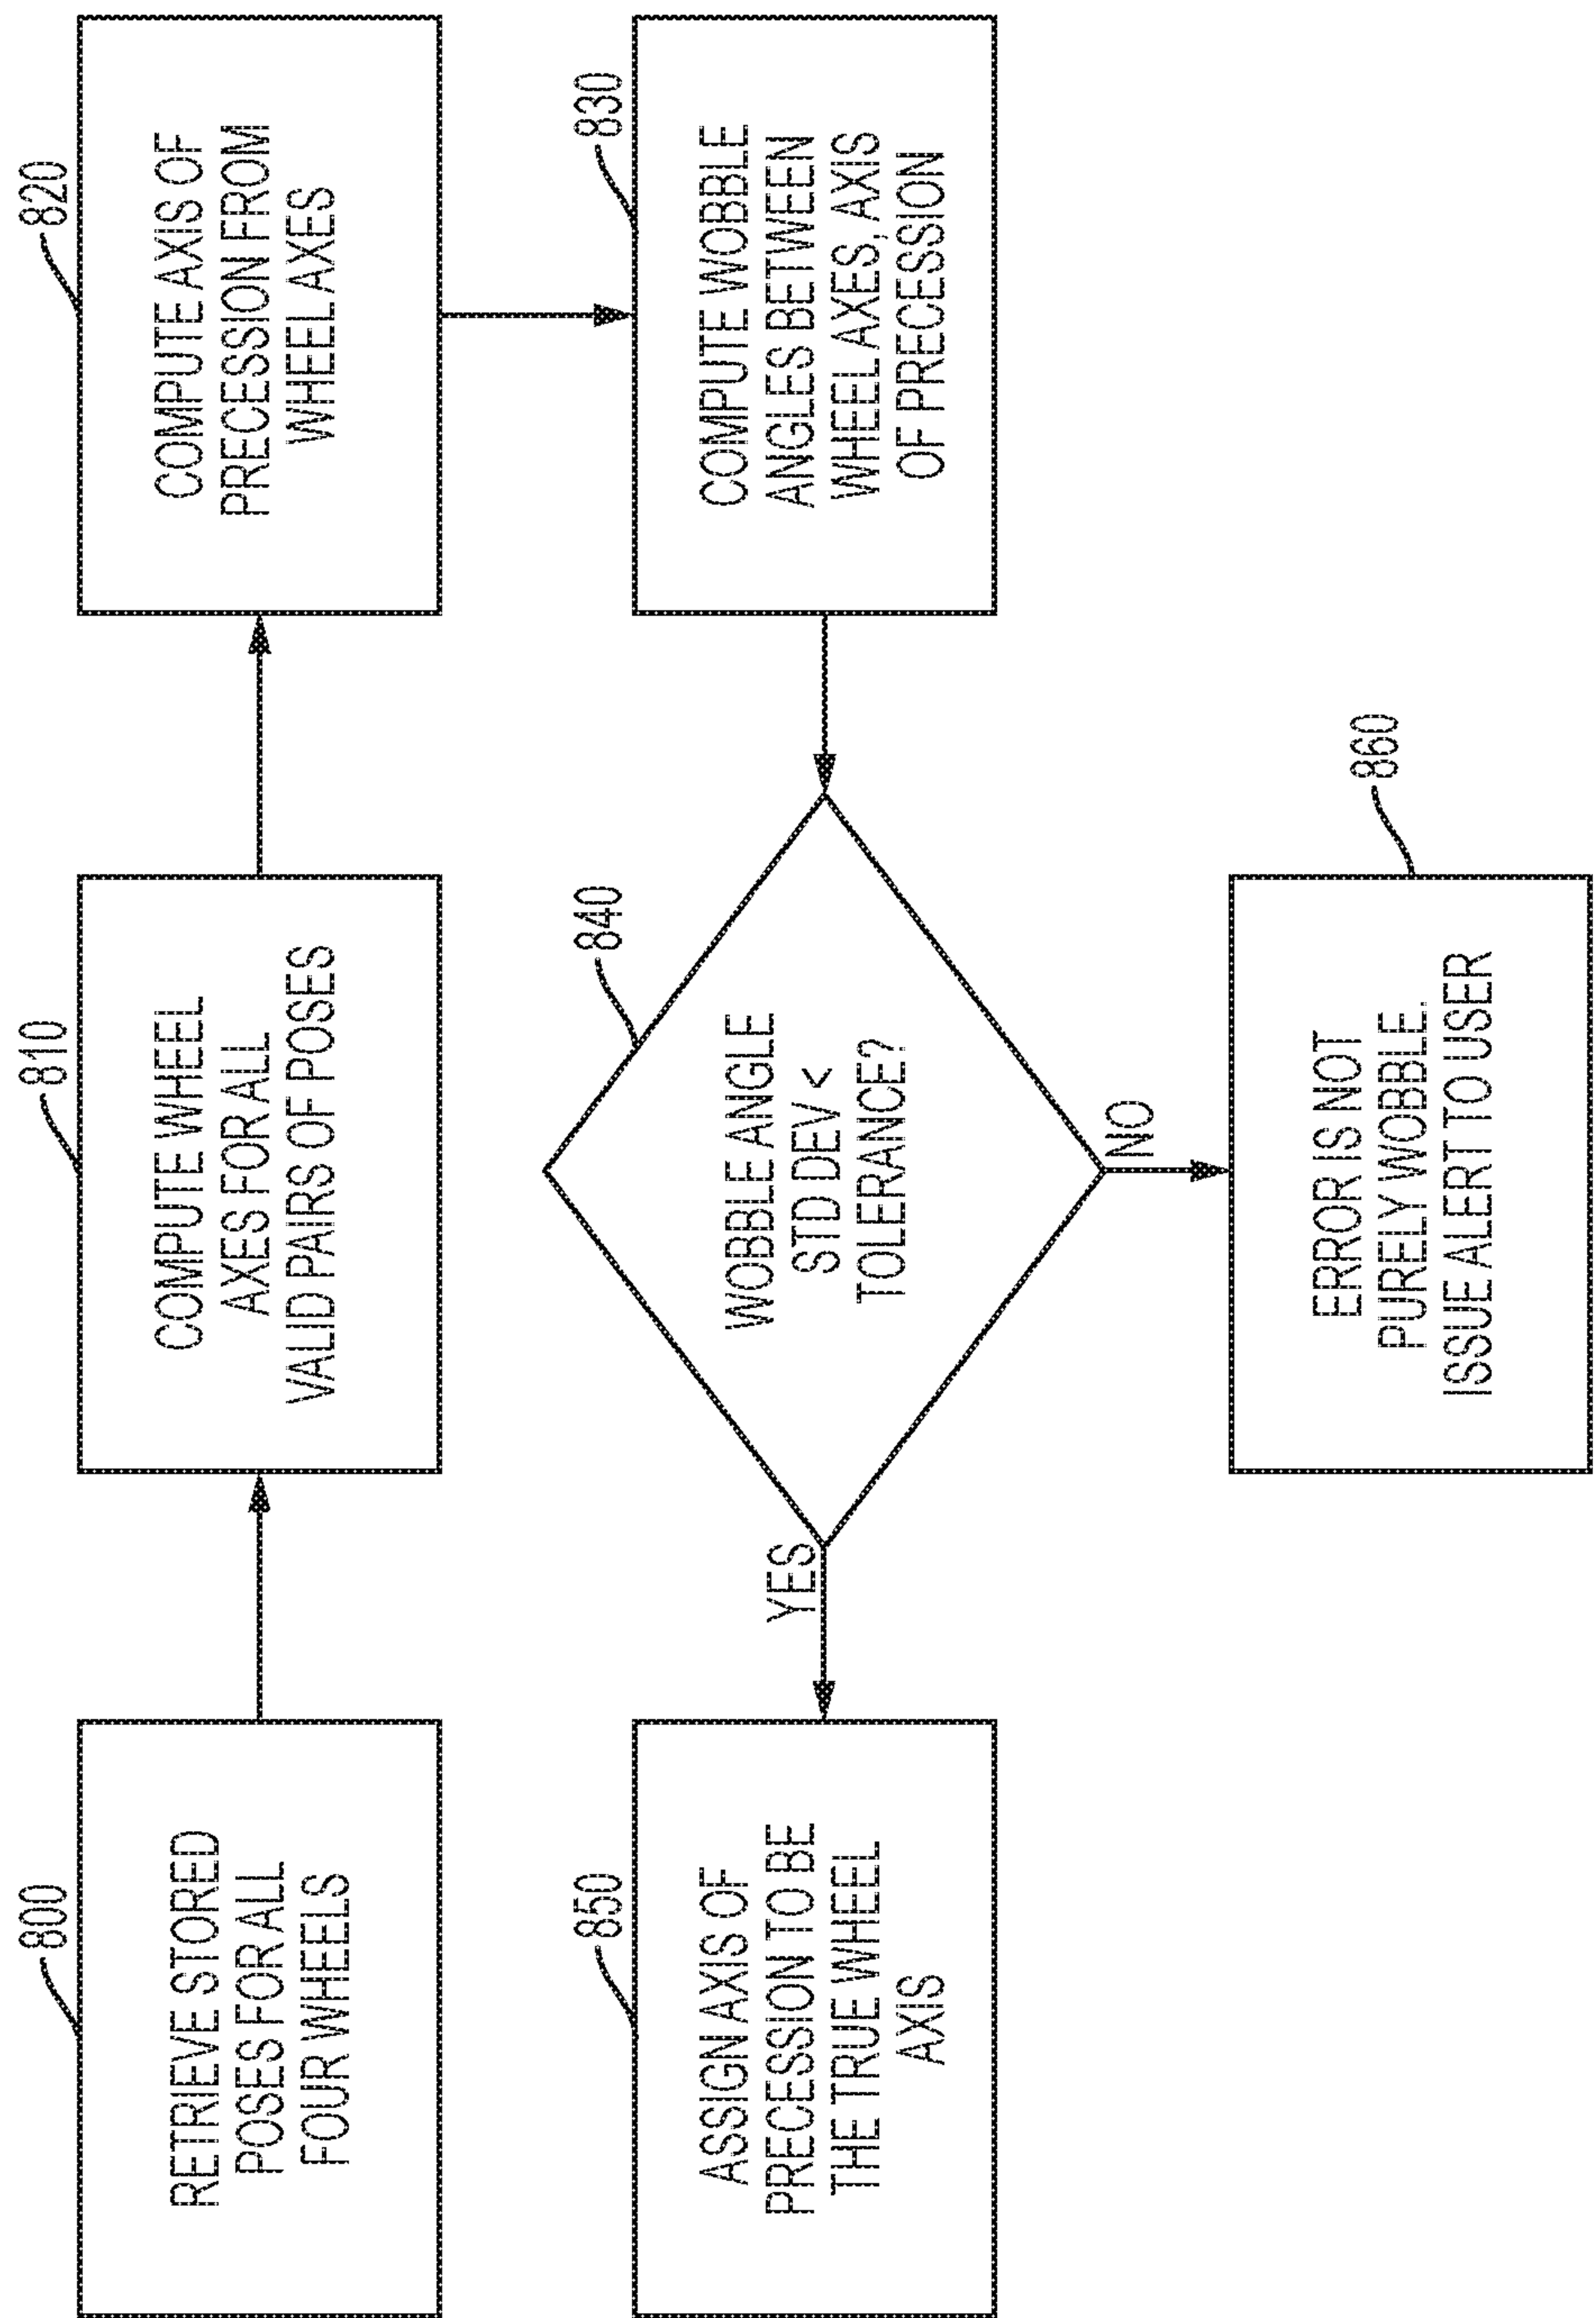 800
RETRIEVE STORED
POSES FOR ALL
FOUR WHEELS
810
COMPUTE WHEEL
AXES FOR ALL
VALID PAIRS OF POSES
820
COMPUTE AXIS OF
PRECESSION FROM
WHEEL AXES
830
COMPUTE WOBBLE
ANGLES BETWEEN
WHEEL AXES, AXIS
OF PRECESSION
840
WOBBLE ANGLE
STD DEV <
TOLERANCE?
YES
850
ASSIGN AXIS OF
PRECESSION TO BE
THE TRUE WHEEL
AXIS
NO
860
ERROR IS NOT
PURELY WOBBLE.
ISSUE ALERT TO USER